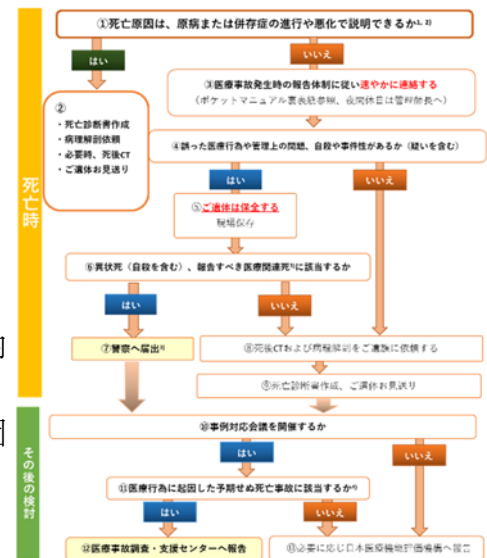 ①死亡原因は、原病または併存症の進行や悪化で説明できるか¹, ²⁾
はい
いいえ
②
・死亡診断書作成
・病理解剖依頼
・必要時、死後CT
・ご遺体お見送り
③医療事故発生時の報告体制に従い速やかに連絡する
（ポケットマニュアル裏表紙参照、夜間休日は管理師長へ）
④誤った医療行為や管理上の問題、自殺や事件性があるか（疑いを含む）
はい
いいえ
⑤ご遺体は保全する
現場保存
死亡時
⑥異状死（自殺を含む）、報告すべき医療関連死³⁾に該当するか
はい
いいえ
⑦警察へ届出³⁾
⑧死後CTおよび病理解剖をご遺族に依頼する
⑨死亡診断書作成、ご遺体お見送り
⑩事例対応会議を開催するか
はい
いいえ
その後の検討
⑪医療行為に起因した予期せぬ死亡事故に該当するか⁴⁾
はい
いいえ
⑫医療事故調査・支援センターへ報告
⑬必要に応じ日本医療機能評価機構へ報告